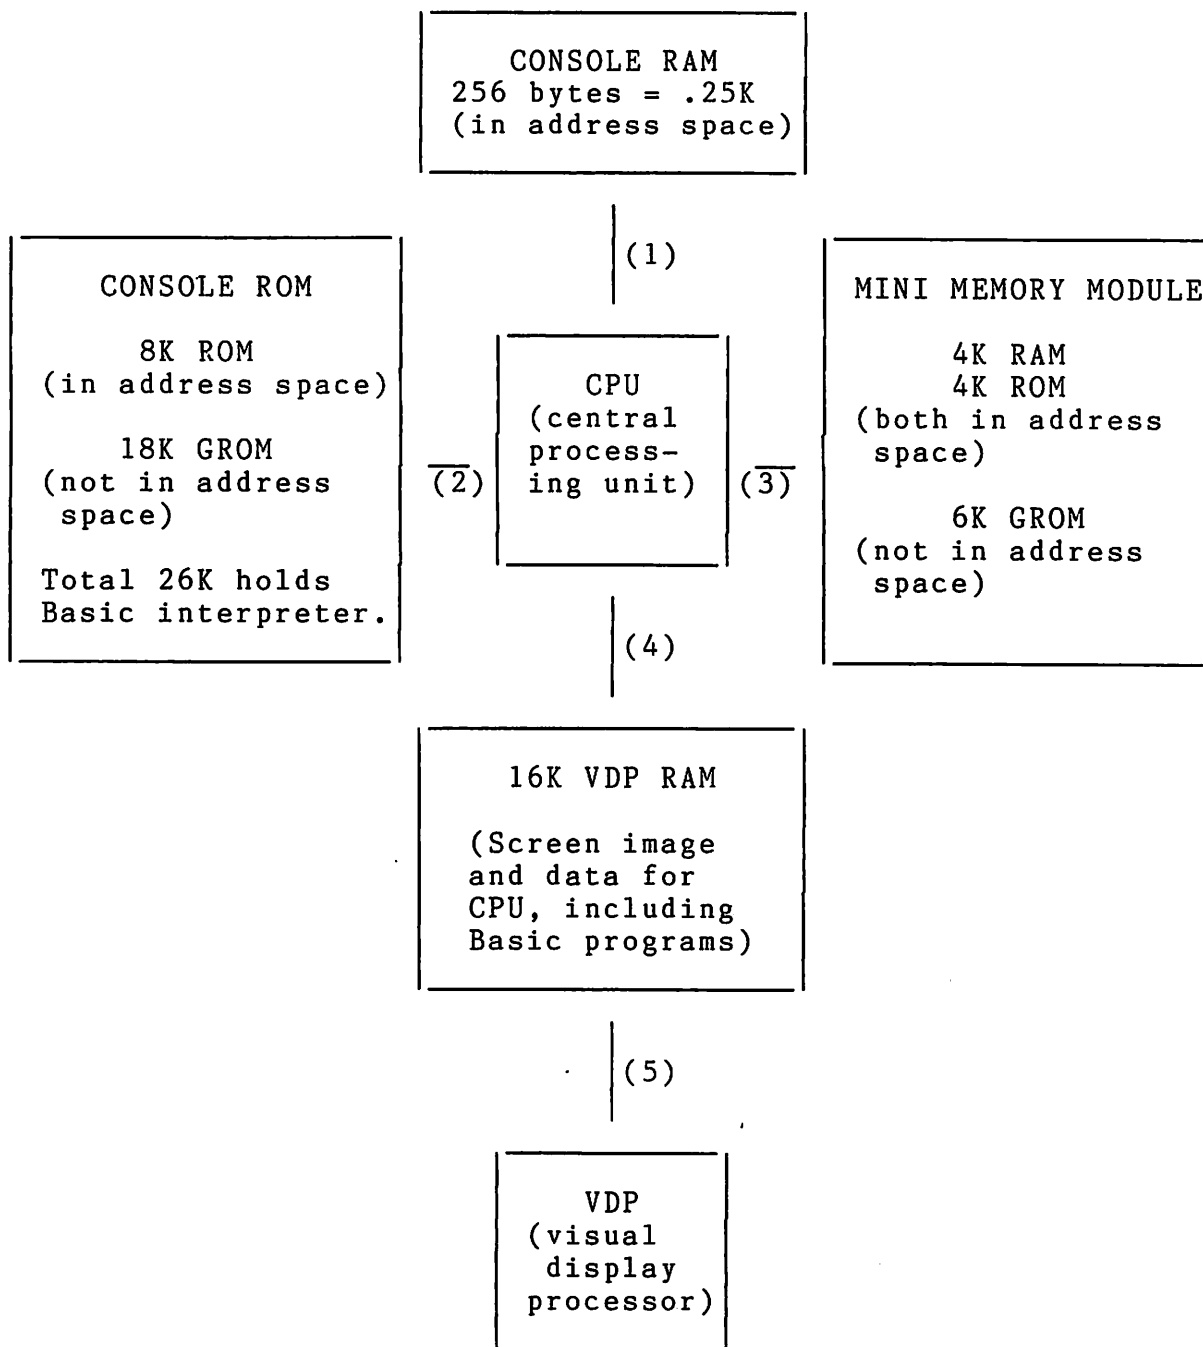 CONSOLE RAM
256 bytes = .25K
(in address space)
(1)
CONSOLE ROM
8K ROM
(in address space)
18K GROM
(not in address
space)
Total 26K holds
Basic interpreter.
(2)
CPU
(central
process-
ing unit)
(3)
MINI MEMORY MODULE
4K RAM
4K ROM
(both in address
space)
6K GROM
(not in address
space)
(4)
16K VDP RAM
(Screen image
and data for
CPU, including
Basic programs)
(5)
VDP
(visual
display
processor)